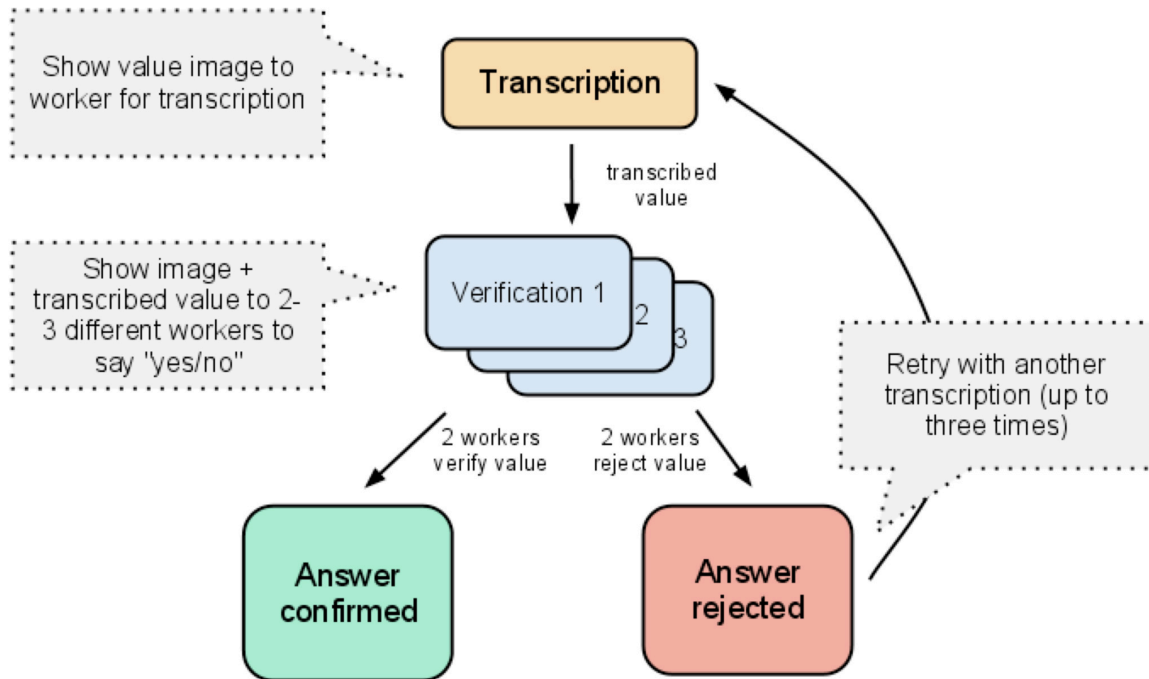 Show value image to
worker for transcription
Transcription
transcribed
value
Show image +
transcribed value to 2-
3 different workers to
say "yes/no"
Verification 1
2
3
Retry with another
transcription (up to
three times)
2 workers
verify value
2 workers
reject value
Answer
confirmed
Answer
rejected